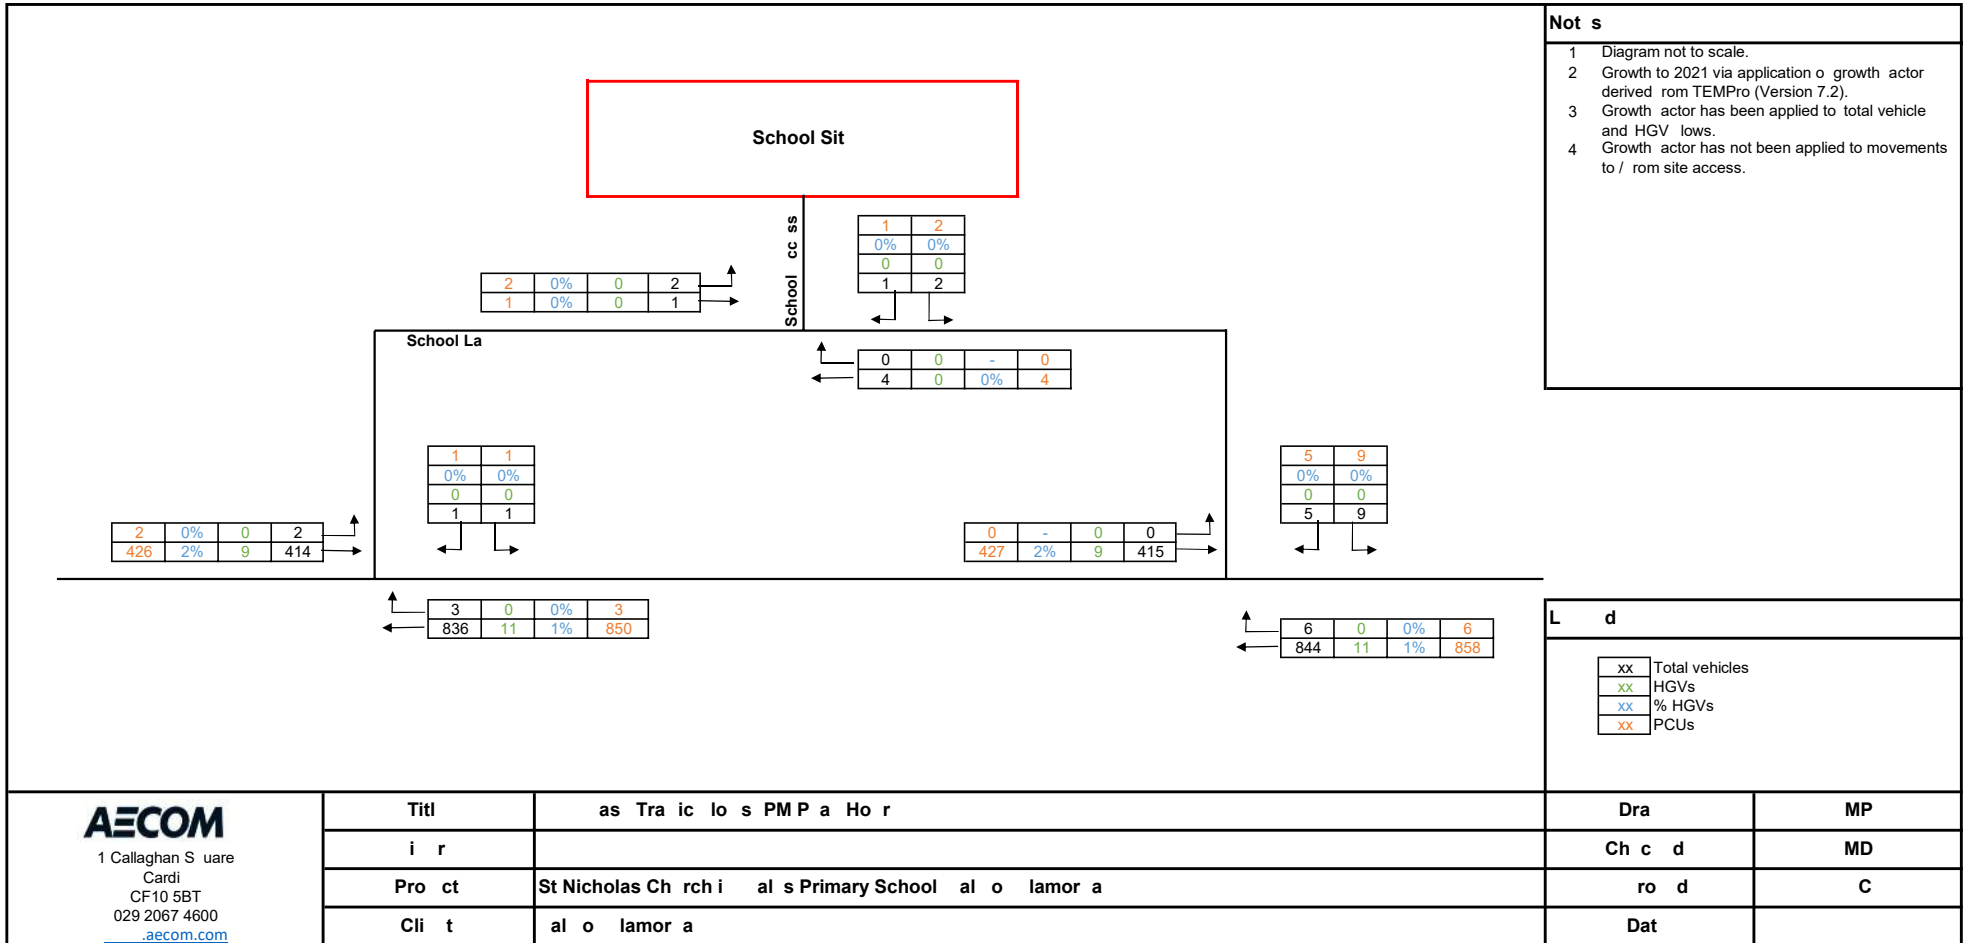 Not s
1 Diagram not to scale.
2 Growth to 2021 via application o growth actor
derived rom TEMPro (Version 7.2).
3 Growth actor has been applied to total vehicle
and HGV lows.
4 Growth actor has not been applied to movements
to / rom site access.
School Sit
School cc ss
1 2
0% 0%
0 0
1 2
2 0% 0 2
1 0% 0 1
School La
0 0 - 0
4 0 0% 4
1 1
0% 0%
0 0
1 1
5 9
0% 0%
0 0
5 9
2 0% 0 2
426 2% 9 414
0 - 0 0
427 2% 9 415
3 0 0% 3
836 11 1% 850
6 0 0% 6
844 11 1% 858
L d
xx Total vehicles
xx HGVs
xx % HGVs
xx PCUs
AECOM
1 Callaghan S uare
Cardi
CF10 5BT
029 2067 4600
.aecom.com
Titl as Tra ic lo s PM P a Ho r
i r
Pro ct St Nicholas Ch rch i al s Primary School al o lamor a
Cli t al o lamor a
Dra MP
Ch c d MD
ro d C
Dat